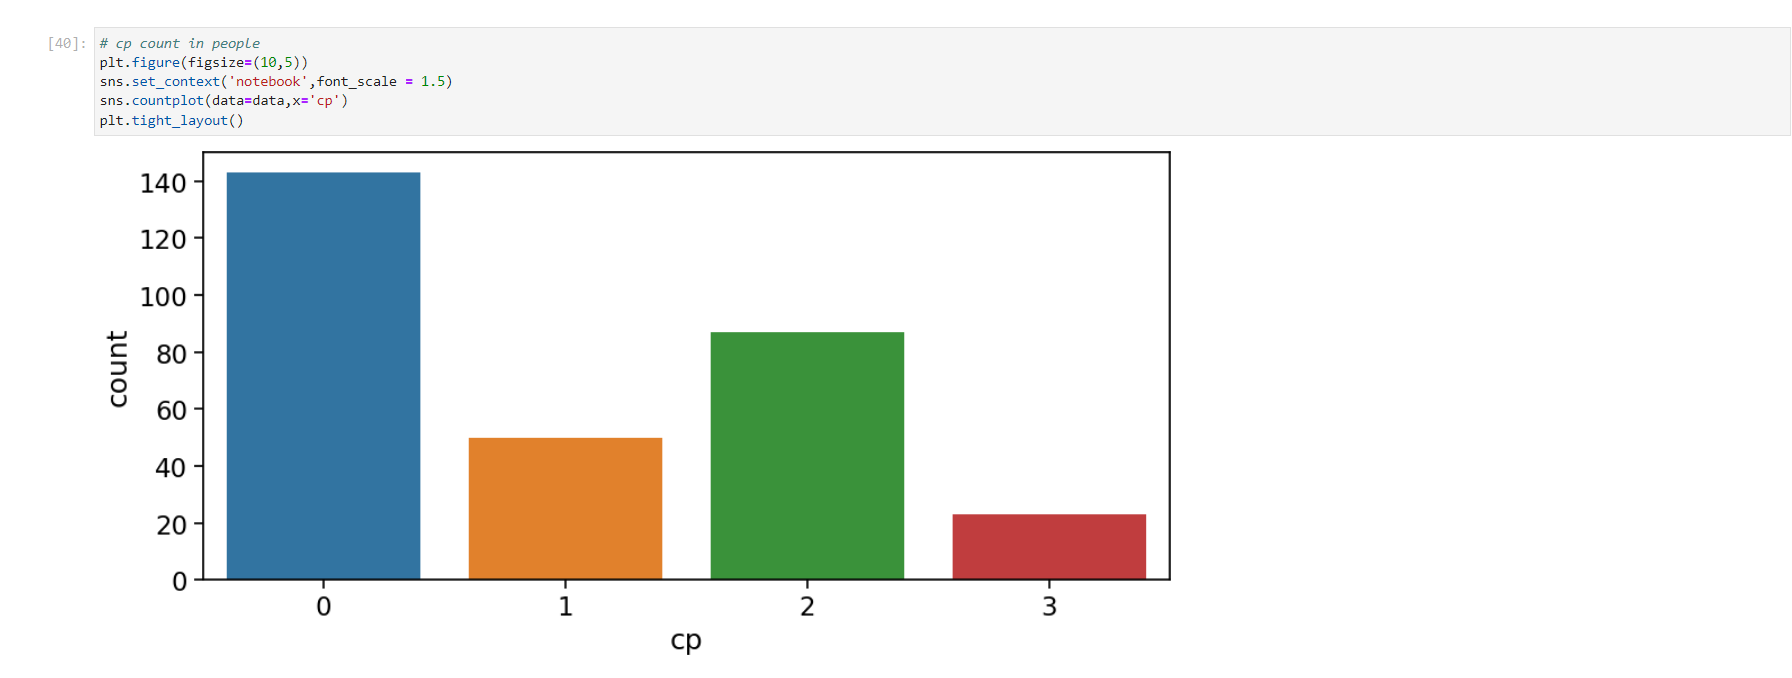 [40]: # cp count in people
plt.figure(figsize=(10,5))
sns.set_context('notebook',font_scale = 1.5)
sns.countplot(data=data,x='cp')
plt.tight_layout()
140
120
100
80
60
40
20
0
count
0 1 2 3
cp